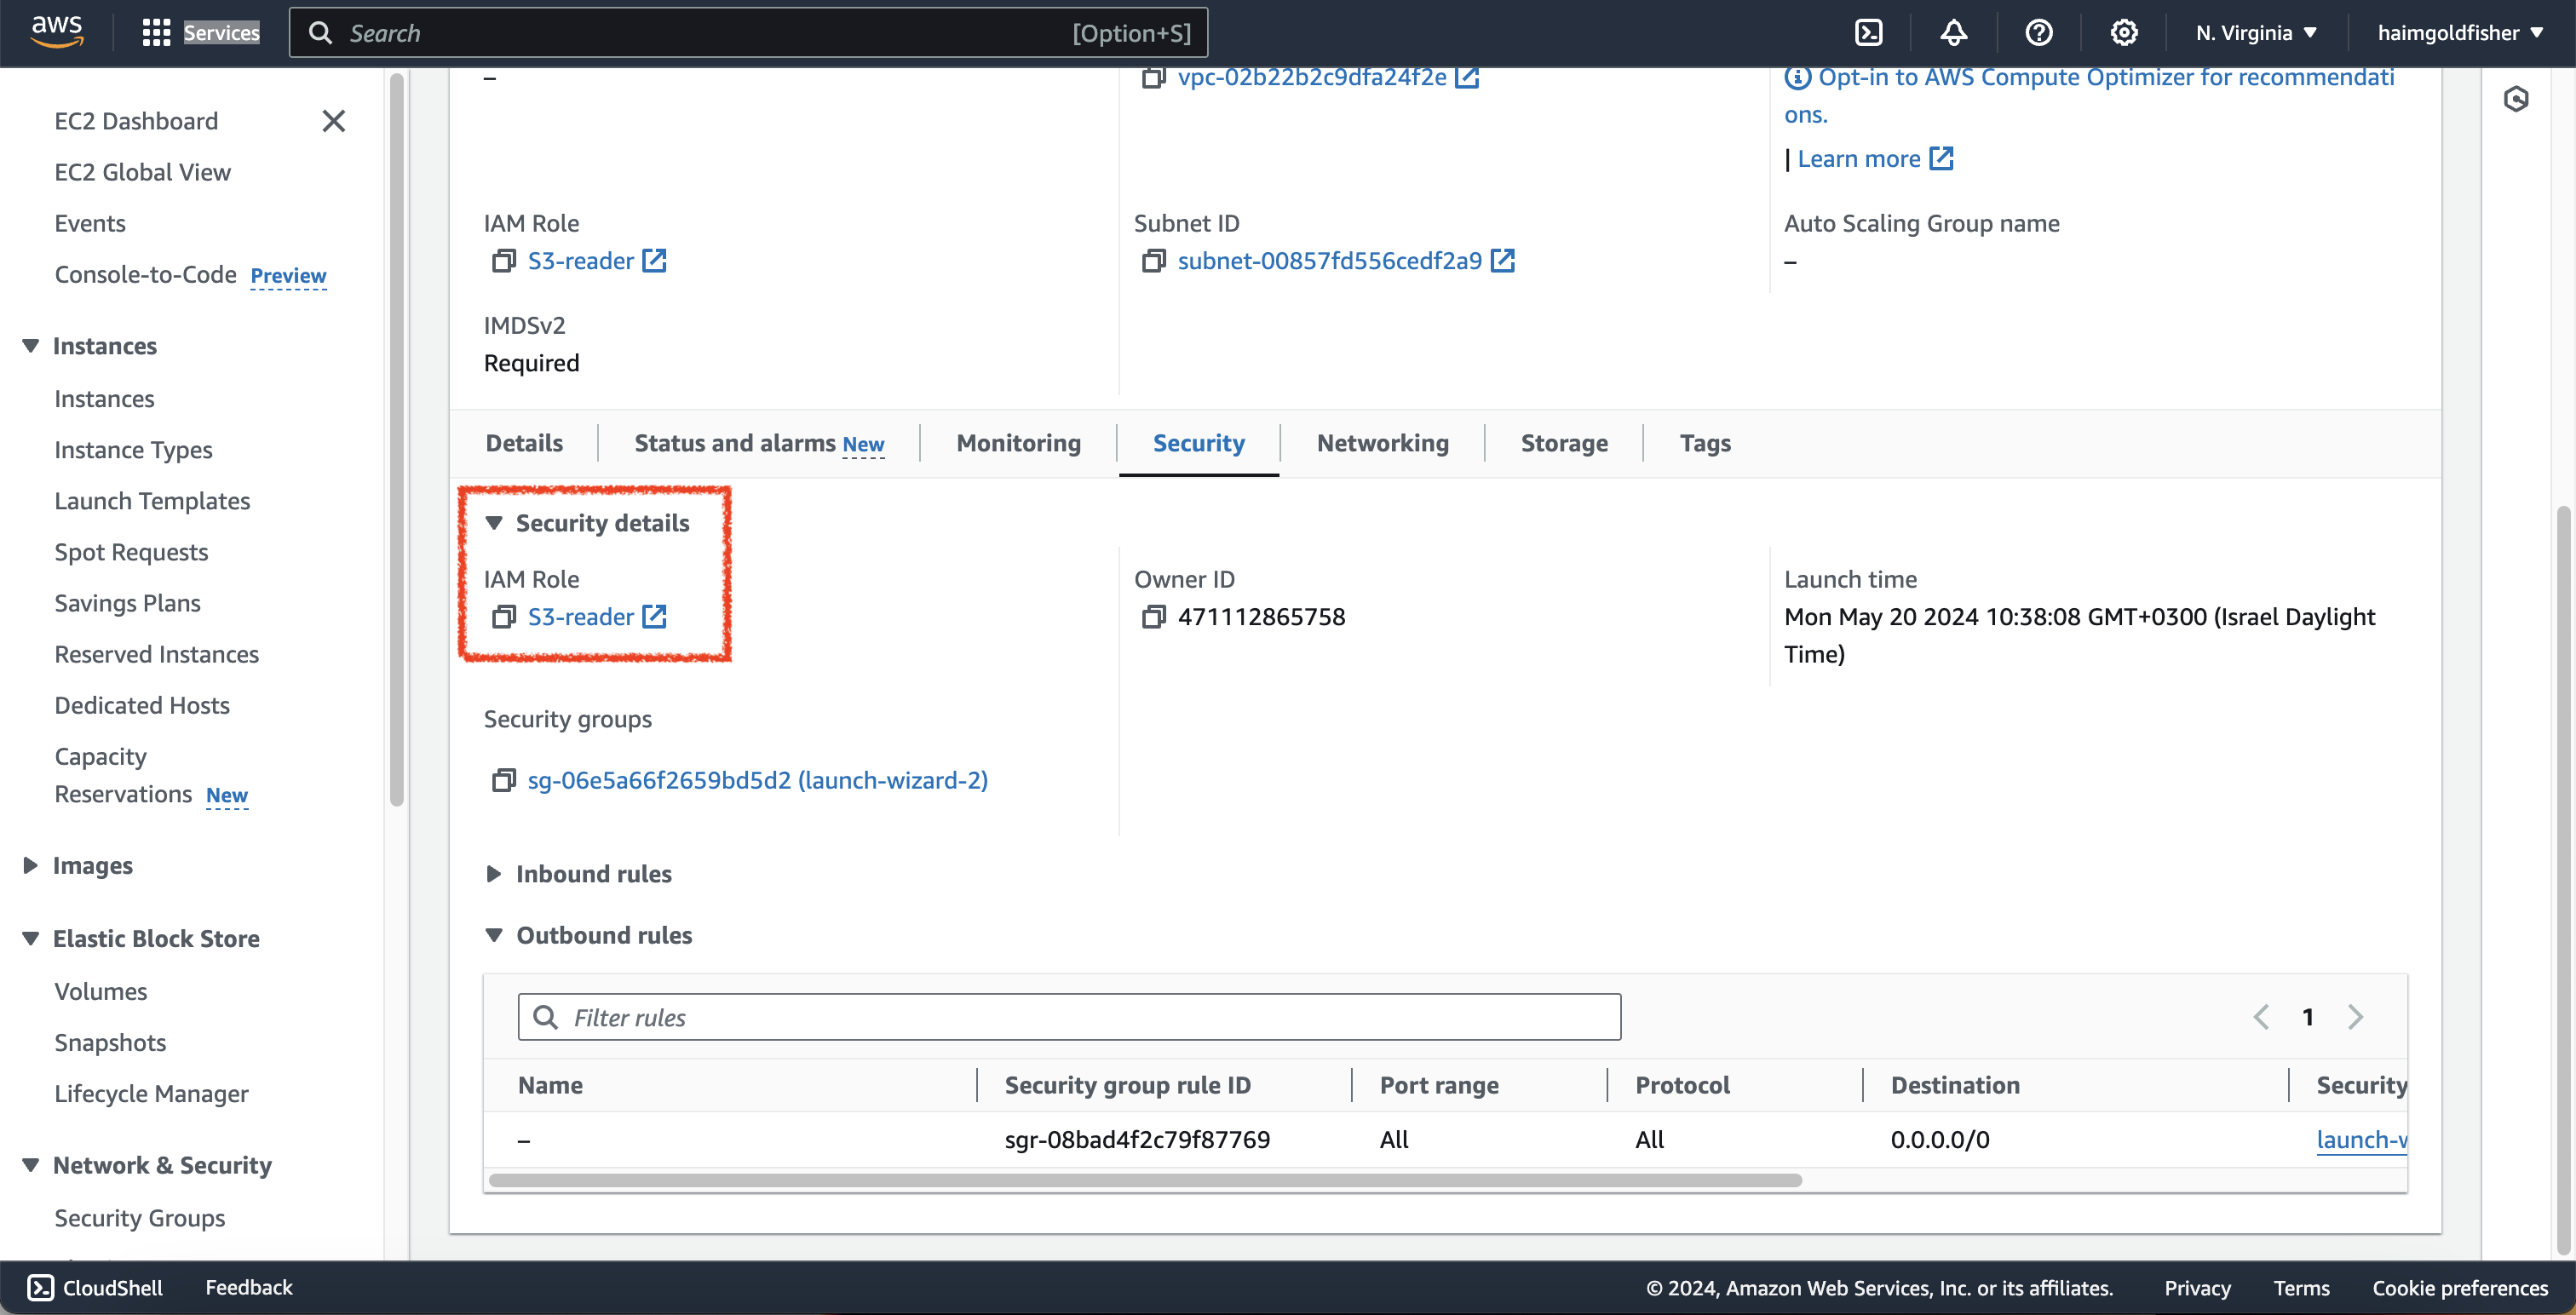 aws
Services
Search
[Option+S]
N. Virginia
haimgoldfisher
EC2 Dashboard
EC2 Global View
Events
Console-to-Code Preview
Instances
Instances
Instance Types
Launch Templates
Spot Requests
Savings Plans
Reserved Instances
Dedicated Hosts
Capacity
Reservations New
Images
Elastic Block Store
Volumes
Snapshots
Lifecycle Manager
Network & Security
Security Groups
–
vpc-02b22b2c9dfa24f2e
Opt-in to AWS Compute Optimizer for recommendati
ons.
| Learn more
IAM Role
S3-reader
Subnet ID
subnet-00857fd556cedf2a9
Auto Scaling Group name
–
IMDSv2
Required
Details
Status and alarms New
Monitoring
Security
Networking
Storage
Tags
Security details
IAM Role
S3-reader
Owner ID
471112865758
Launch time
Mon May 20 2024 10:38:08 GMT+0300 (Israel Daylight
Time)
Security groups
sg-06e5a66f2659bd5d2 (launch-wizard-2)
Inbound rules
Outbound rules
Filter rules
1
Name
Security group rule ID
Port range
Protocol
Destination
Security
–
sgr-08bad4f2c79f87769
All
All
0.0.0.0/0
launch-w
CloudShell
Feedback
© 2024, Amazon Web Services, Inc. or its affiliates.
Privacy
Terms
Cookie preferences